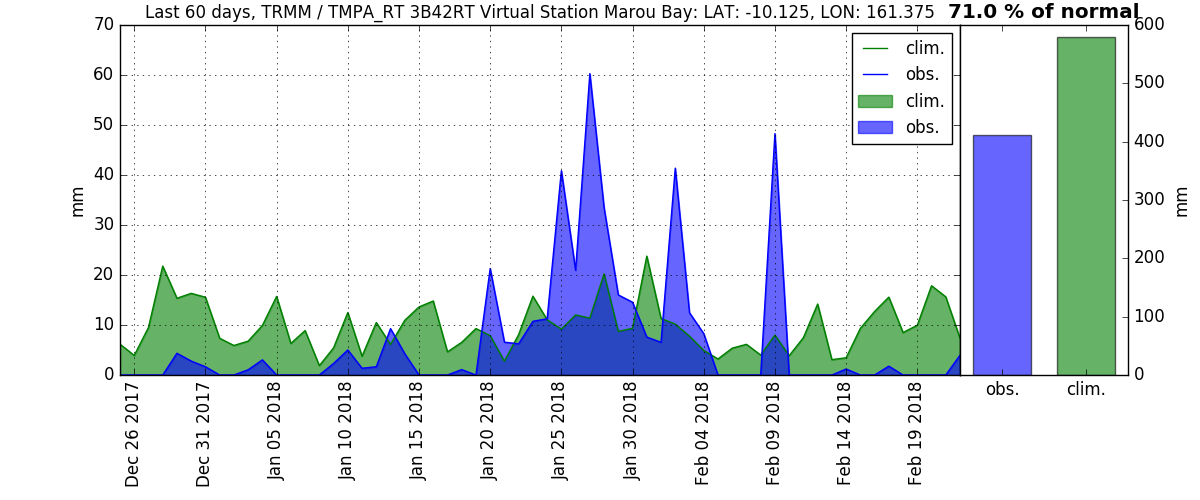 Last 60 days, TRMM / TMPA_RT 3B42RT Virtual Station Marou Bay: LAT: -10.125, LON: 161.375 71.0 % of normal
70
60
50
40
30
20
10
0
mm
clim.
obs.
clim.
obs.
Dec 26 2017
Dec 31 2017
Jan 05 2018
Jan 10 2018
Jan 15 2018
Jan 20 2018
Jan 25 2018
Jan 30 2018
Feb 04 2018
Feb 09 2018
Feb 14 2018
Feb 19 2018
600
500
400
300
200
100
0
mm
obs. clim.